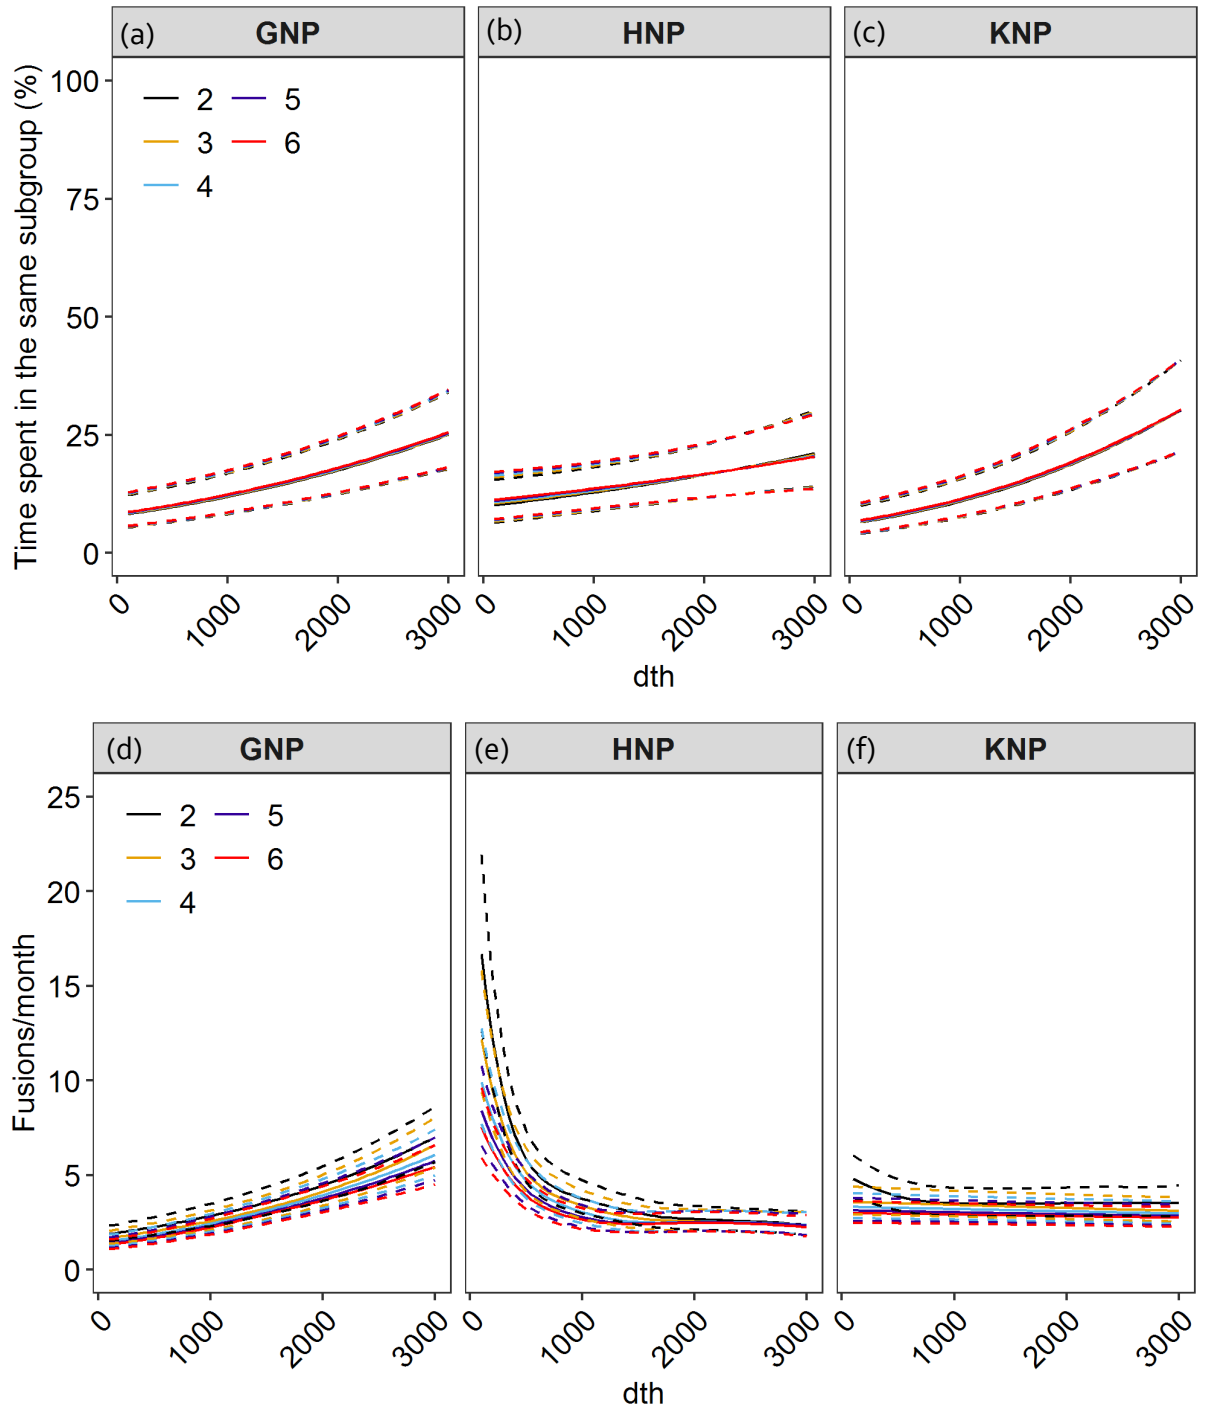 (a) GNP
(b) HNP
(c) KNP
Time spent in the same subgroup (%)
100
75
50
25
0
2 5
3 6
4
0 1000 2000 3000
0 1000 2000 3000
0 1000 2000 3000
dth
(d) GNP
(e) HNP
(f) KNP
Fusions/month
25
20
15
10
5
0
2 5
3 6
4
0 1000 2000 3000
0 1000 2000 3000
0 1000 2000 3000
dth